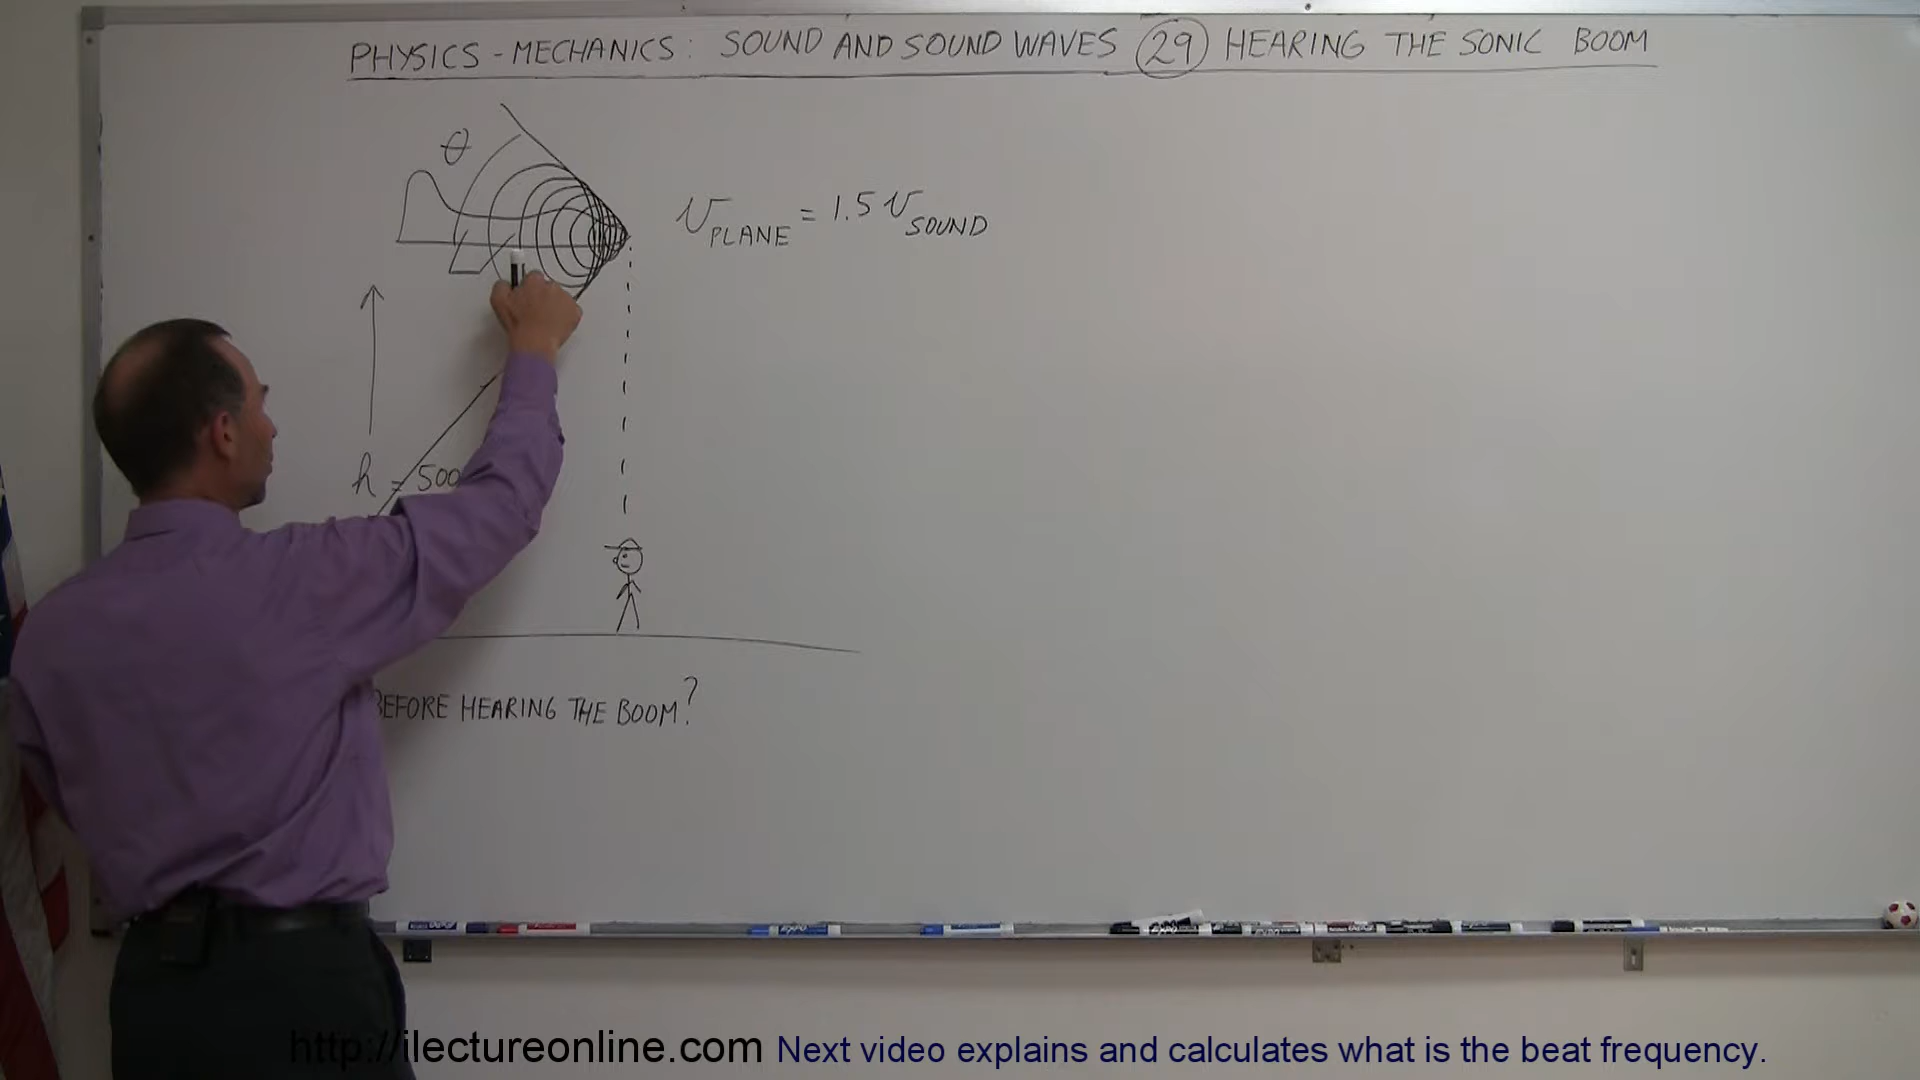 PHYSICS - MECHANICS: SOUND AND SOUND WAVES 29 HEARING THE SONIC BOOM
θ
V PLANE = 1.5 V SOUND
h = 500
BEFORE HEARING THE BOOM?
http://ilectureonline.com Next video explains and calculates what is the beat frequency.